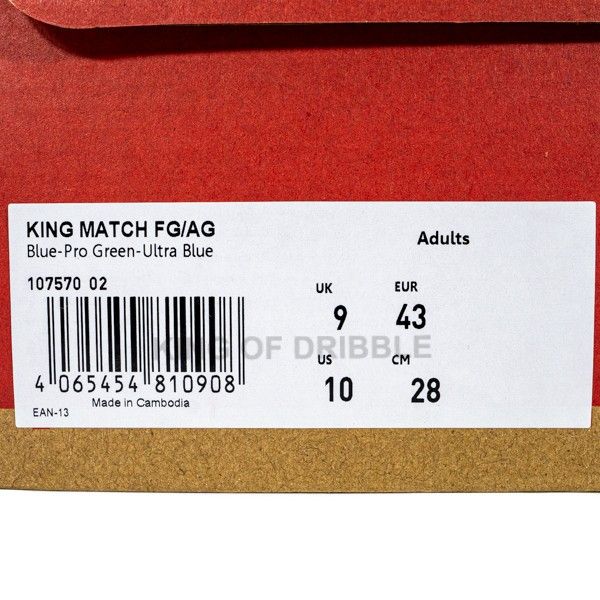 KING MATCH FG/AG
Blue-Pro Green-Ultra Blue
Adults
107570 02
UK EUR
9 43
KING OF DRIBBLE
US CM
10 28
4 065454 810908
Made in Cambodia
EAN-13